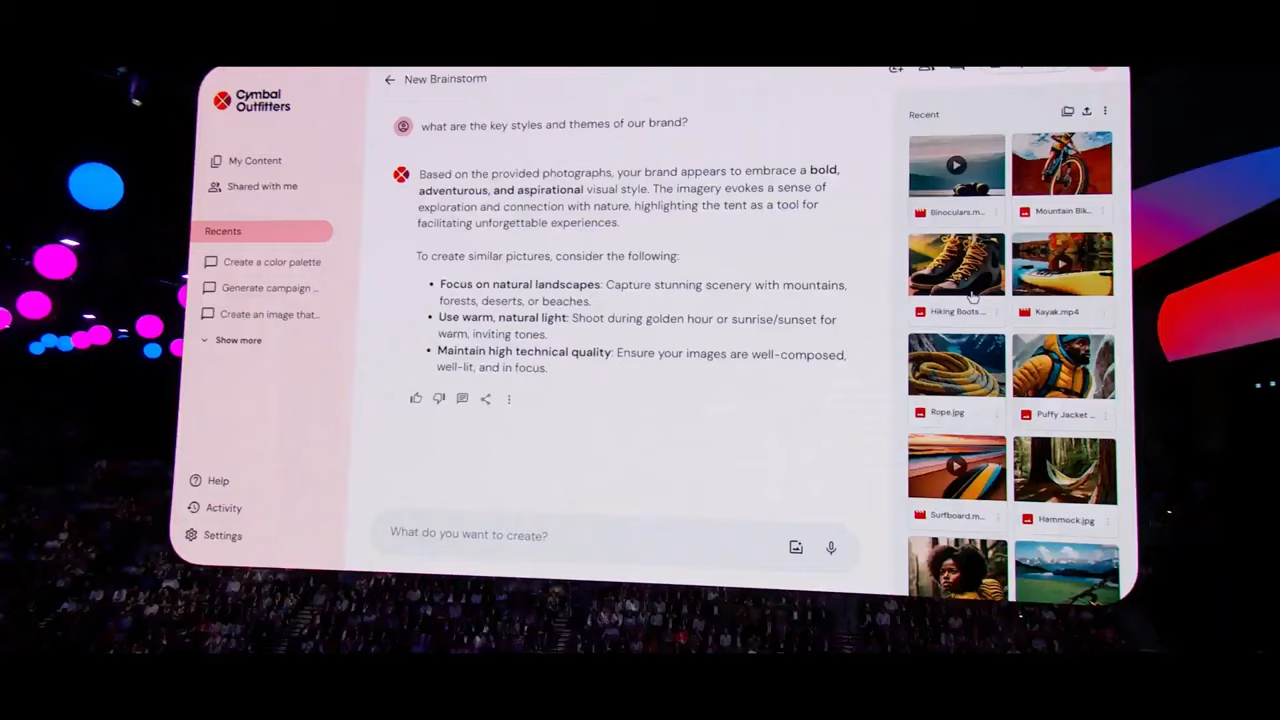 Cymbal
Outfitters
My Content
Shared with me
Recents
Create a color palette
Generate campaign ...
Create an image that...
Show more
Help
Activity
Settings
New Brainstorm
what are the key styles and themes of our brand?
Based on the provided photographs, your brand appears to embrace a bold,
adventurous, and aspirational visual style. The imagery evokes a sense of
exploration and connection with nature, highlighting the tent as a tool for
facilitating unforgettable experiences.
To create similar pictures, consider the following:
• Focus on natural landscapes: Capture stunning scenery with mountains,
forests, deserts, or beaches.
• Use warm, natural light: Shoot during golden hour or sunrise/sunset for
warm, inviting tones.
• Maintain high technical quality: Ensure your images are well-composed,
well-lit, and in focus.
What do you want to create?
Recent
Binoculars.m...
Mountain Bik...
Hiking Boots...
Kayak.mp4
Rope.jpg
Puffy Jacket ...
Surfboard.m...
Hammock.jpg